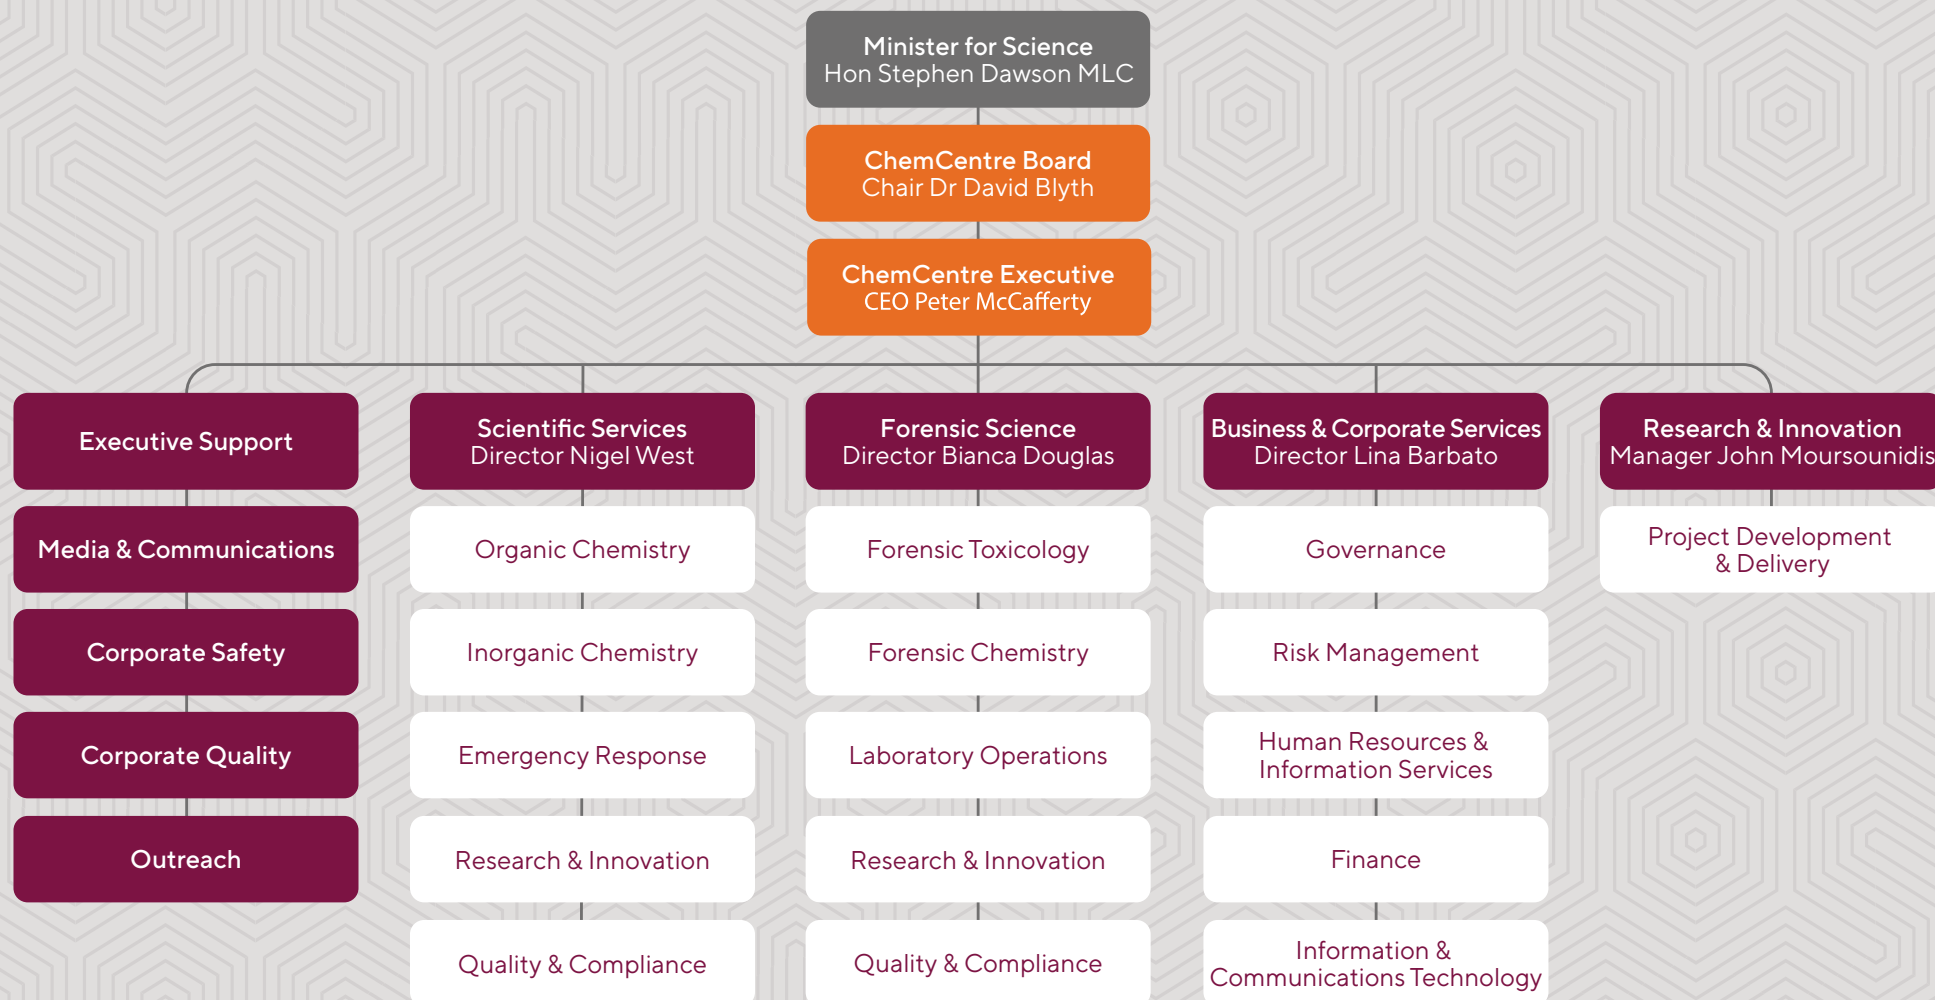 Minister for Science
Hon Stephen Dawson MLC
ChemCentre Board
Chair Dr David Blyth
ChemCentre Executive
CEO Peter McCafferty
Executive Support
Media & Communications
Corporate Safety
Corporate Quality
Outreach
Scientific Services
Director Nigel West
Organic Chemistry
Inorganic Chemistry
Emergency Response
Research & Innovation
Quality & Compliance
Forensic Science
Director Bianca Douglas
Forensic Toxicology
Forensic Chemistry
Laboratory Operations
Research & Innovation
Quality & Compliance
Business & Corporate Services
Director Lina Barbato
Governance
Risk Management
Human Resources &
Information Services
Finance
Information &
Communications Technology
Research & Innovation
Manager John Moursounidis
Project Development
& Delivery